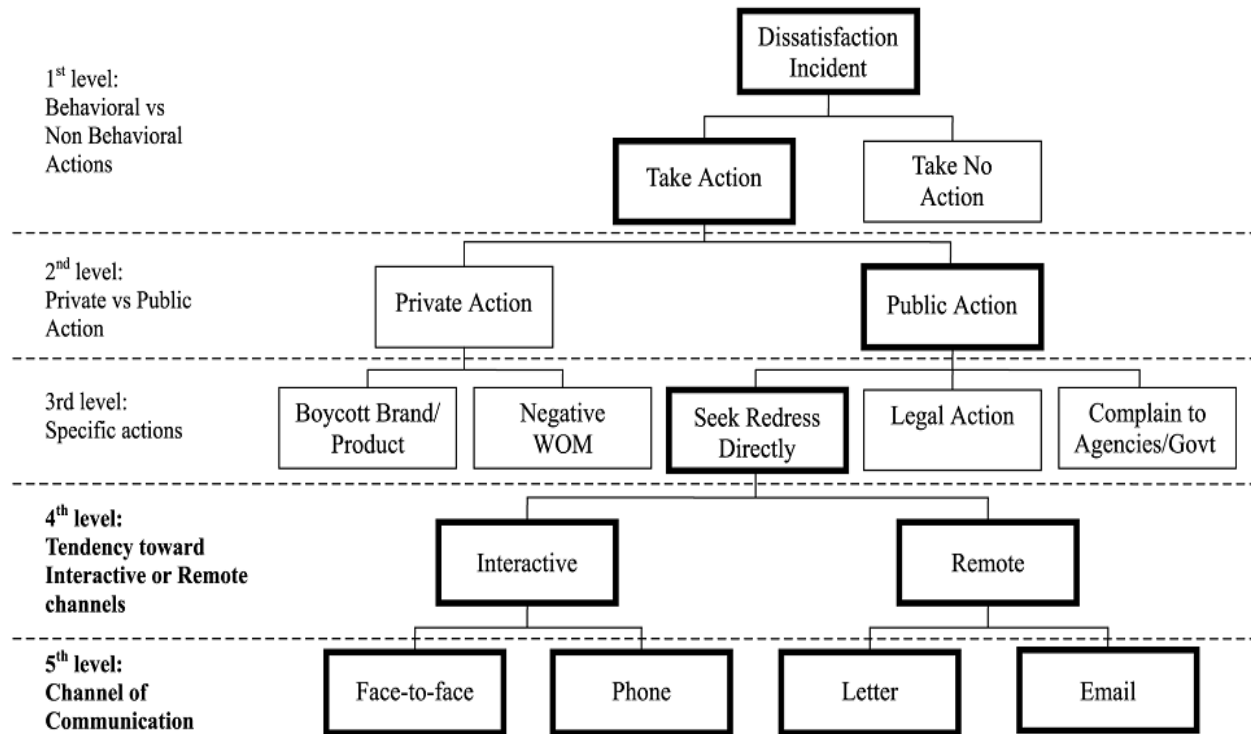 Dissatisfaction
Incident
1st level:
Behavioral vs
Non Behavioral
Actions
Take Action
Take No
Action
2nd level:
Private vs Public
Action
Private Action
Public Action
3rd level:
Specific actions
Boycott Brand/
Product
Negative
WOM
Seek Redress
Directly
Legal Action
Complain to
Agencies/Govt
4th level:
Tendency toward
Interactive or Remote
channels
Interactive
Remote
5th level:
Channel of
Communication
Face-to-face
Phone
Letter
Email